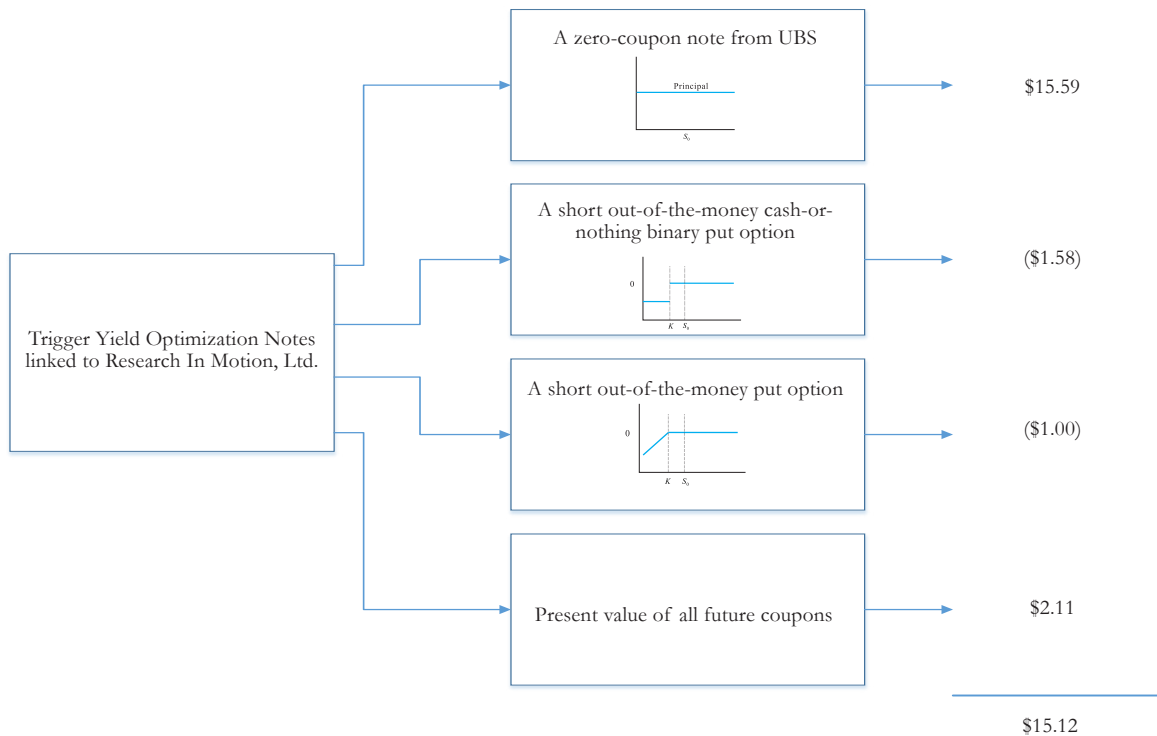 A zero-coupon note from UBS
Principal
S0
$15.59
A short out-of-the-money cash-or-
nothing binary put option
0
K S0
($1.58)
Trigger Yield Optimization Notes
linked to Research In Motion, Ltd.
A short out-of-the-money put option
0
K S0
($1.00)
Present value of all future coupons
$2.11
$15.12